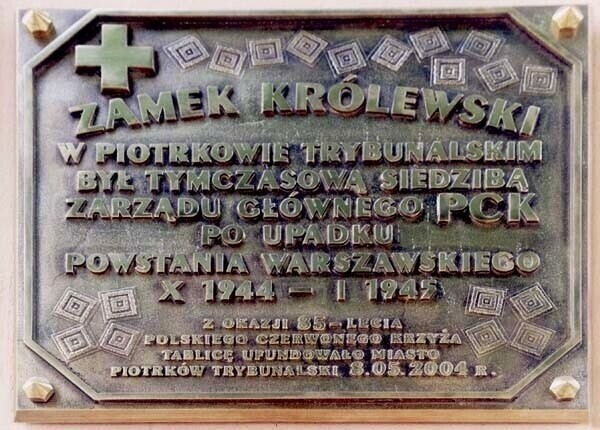 ZAMEK KRÓLEWSKI
W PIOTRKOWIE TRYBUNALSKIM
BYŁ TYMCZASOWĄ SIEDZIBĄ
ZARZĄDU GŁÓWNEGO PCK
PO UPADKU
POWSTANIA WARSZAWSKIEGO
X 1944 – I 1945
Z OKAZJI 85-LECIA
POLSKIEGO CZERWONEGO KRZYŻA
TABLICĘ UFUNDOWAŁO MIASTO
PIOTRKÓW TRYBUNALSKI 8.05.2004 R.